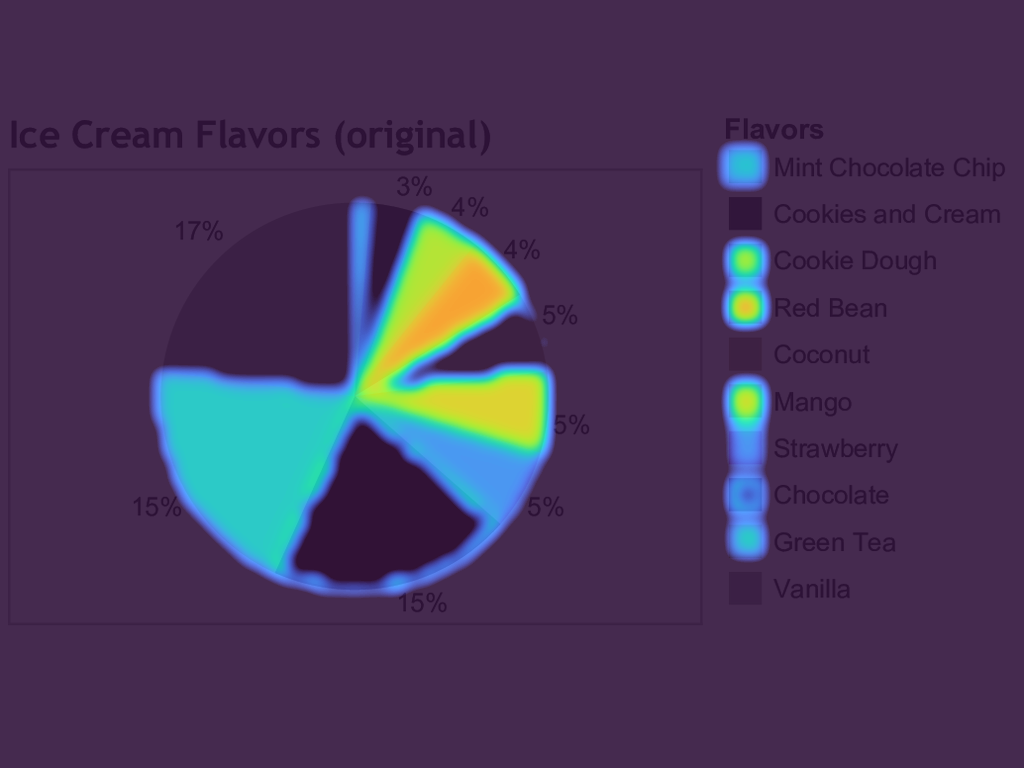 Ice Cream Flavors (original)
3%
4%
4%
5%
5%
5%
15%
15%
17%
Flavors
Mint Chocolate Chip
Cookies and Cream
Cookie Dough
Red Bean
Coconut
Mango
Strawberry
Chocolate
Green Tea
Vanilla